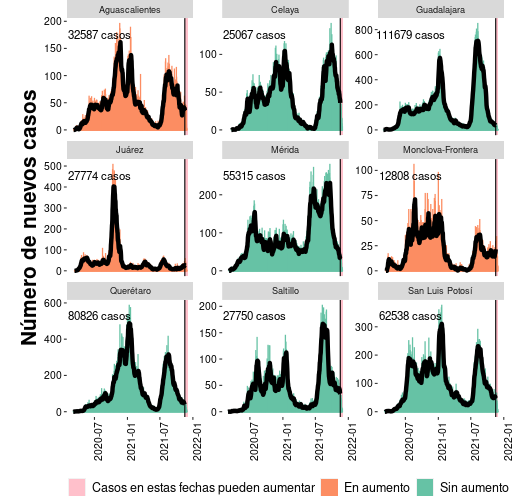 Aguascalientes Celaya Guadalajara
200
150
100
50
0
32587 casos
100
50
0
25067 casos
800
600
400
200
0
111679 casos
Juárez Mérida Monclova-Frontera
500
400
300
200
100
0
27774 casos
200
100
0
55315 casos
100
75
50
25
0
12808 casos
Querétaro Saltillo San Luis Potosí
600
400
200
0
80826 casos
200
150
100
50
0
27750 casos
300
200
100
0
62538 casos
Número de nuevos casos
2020-07 2021-01 2021-07 2022-01
2020-07 2021-01 2021-07 2022-01
2020-07 2021-01 2021-07 2022-01
Casos en estas fechas pueden aumentar En aumento Sin aumento